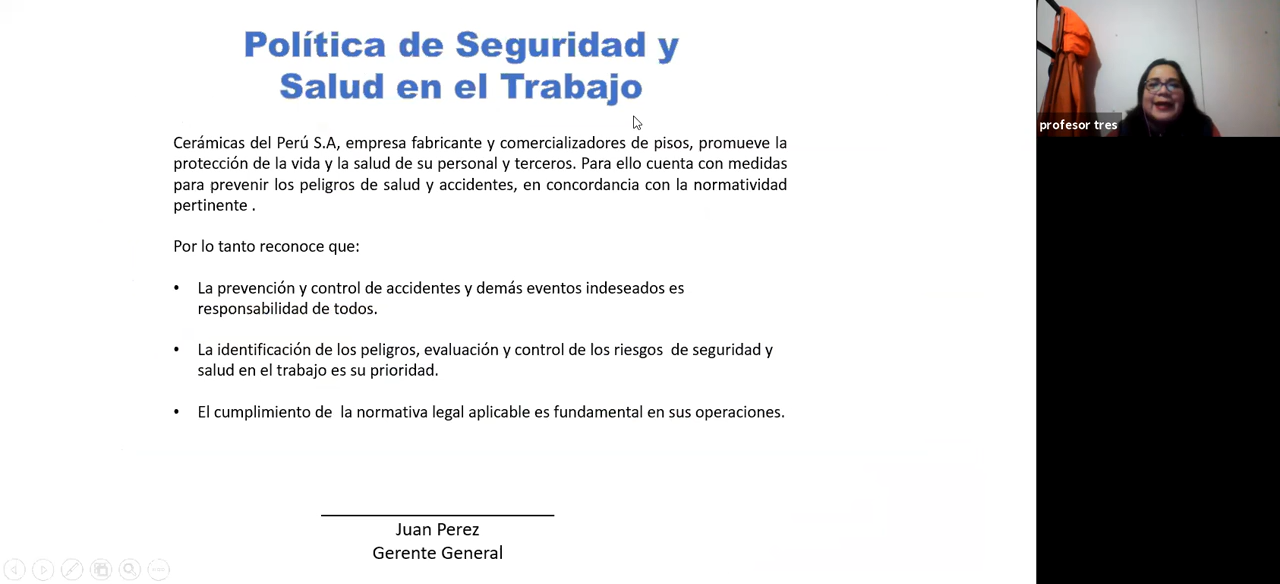 Política de Seguridad y
Salud en el Trabajo
profesor tres
Cerámicas del Perú S.A, empresa fabricante y comercializadores de pisos, promueve la
protección de la vida y la salud de su personal y terceros. Para ello cuenta con medidas
para prevenir los peligros de salud y accidentes, en concordancia con la normatividad
pertinente .
Por lo tanto reconoce que:
• La prevención y control de accidentes y demás eventos indeseados es
responsabilidad de todos.
• La identificación de los peligros, evaluación y control de los riesgos  de seguridad y
salud en el trabajo es su prioridad.
• El cumplimiento de  la normativa legal aplicable es fundamental en sus operaciones.
Juan Perez
Gerente General